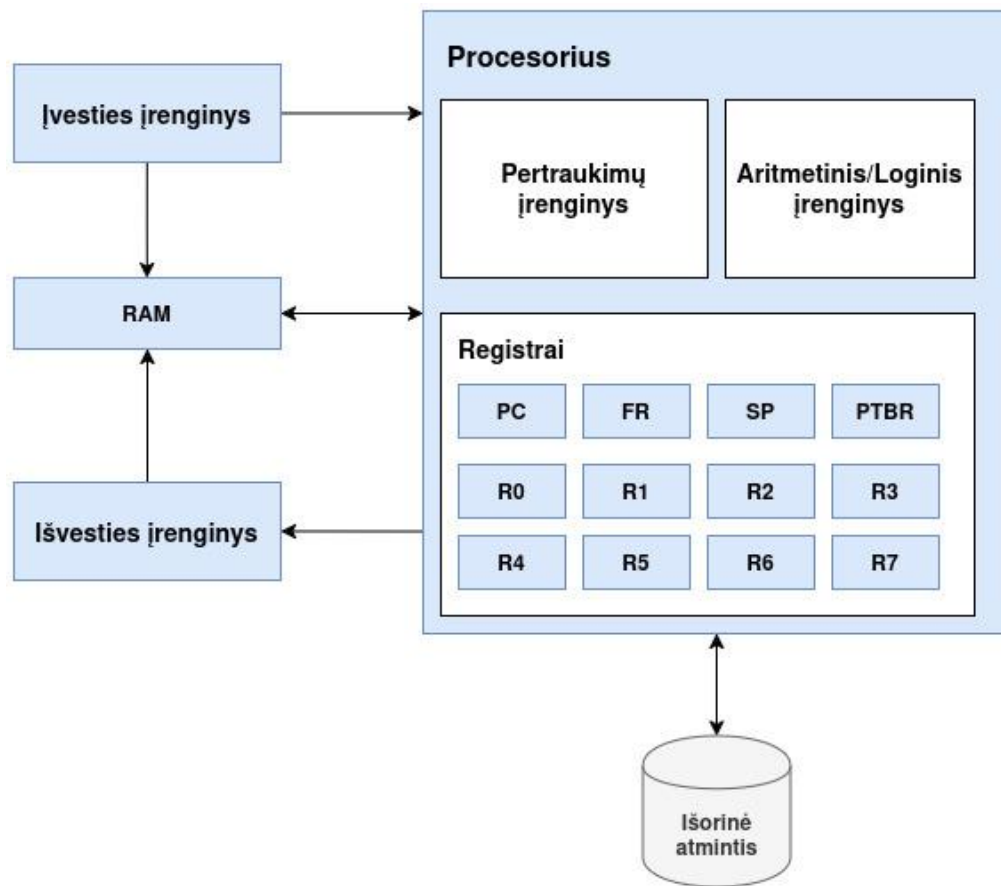 Procesorius
Įvesties įrenginys
Pertraukimų
įrenginys
Aritmetinis/Loginis
įrenginys
RAM
Registrai
PC
FR
SP
PTBR
R0
R1
R2
R3
Išvesties įrenginys
R4
R5
R6
R7
Išorinė
atmintis